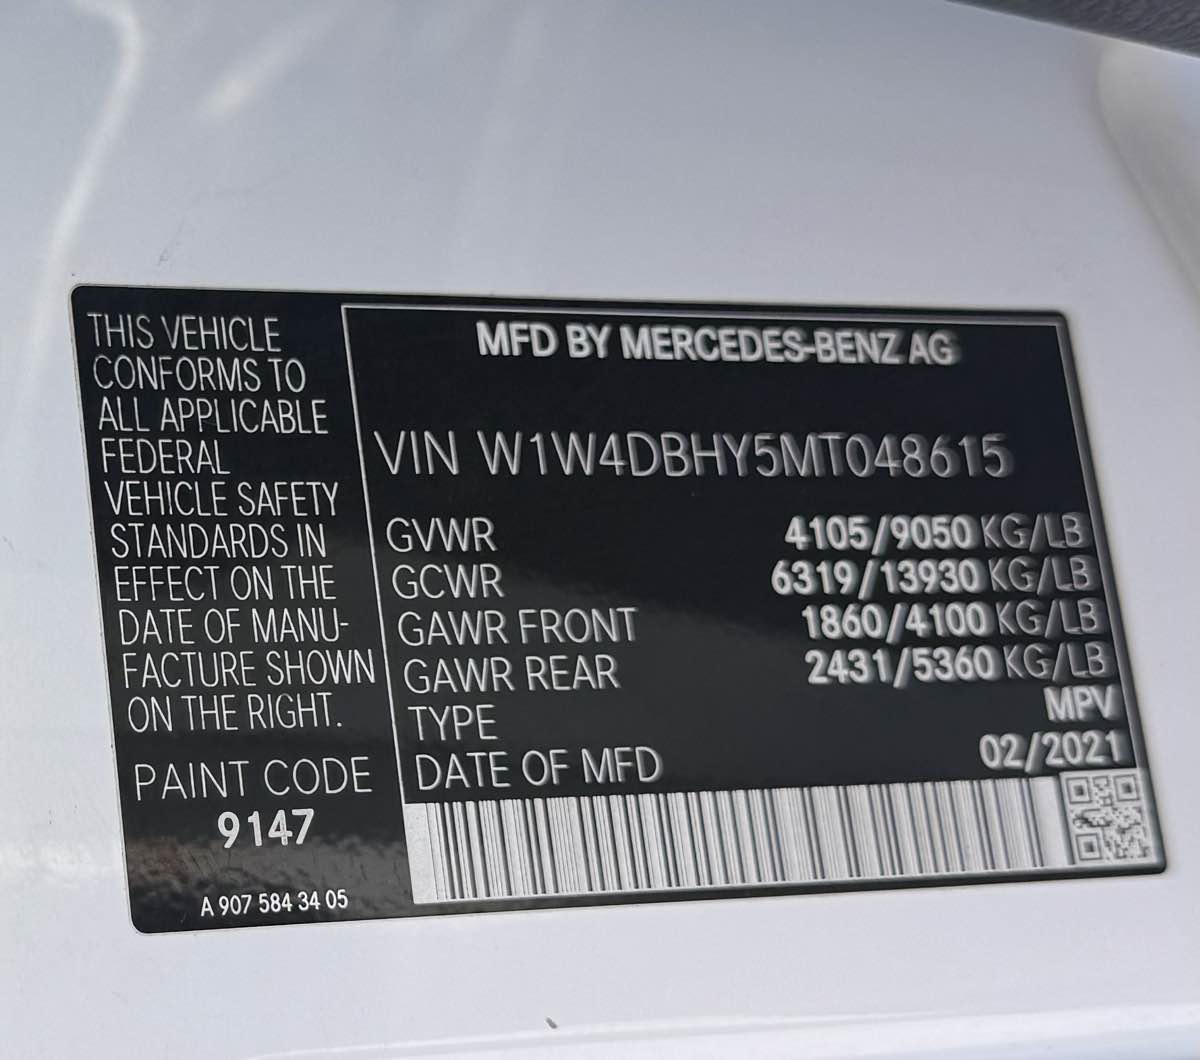 THIS VEHICLE
CONFORMS TO
ALL APPLICABLE
FEDERAL
VEHICLE SAFETY
STANDARDS IN
EFFECT ON THE
DATE OF MANU-
FACTURE SHOWN
ON THE RIGHT.
PAINT CODE
9147
A 907 584 34 05
MFD BY MERCEDES-BENZ AG
VIN W1W4DBHY5MT048615
GVWR 4105/9050 KG/LB
GCWR 6319/13930 KG/LB
GAWR FRONT 1860/4100 KG/LB
GAWR REAR 2431/5360 KG/LB
TYPE MPV
DATE OF MFD 02/2021